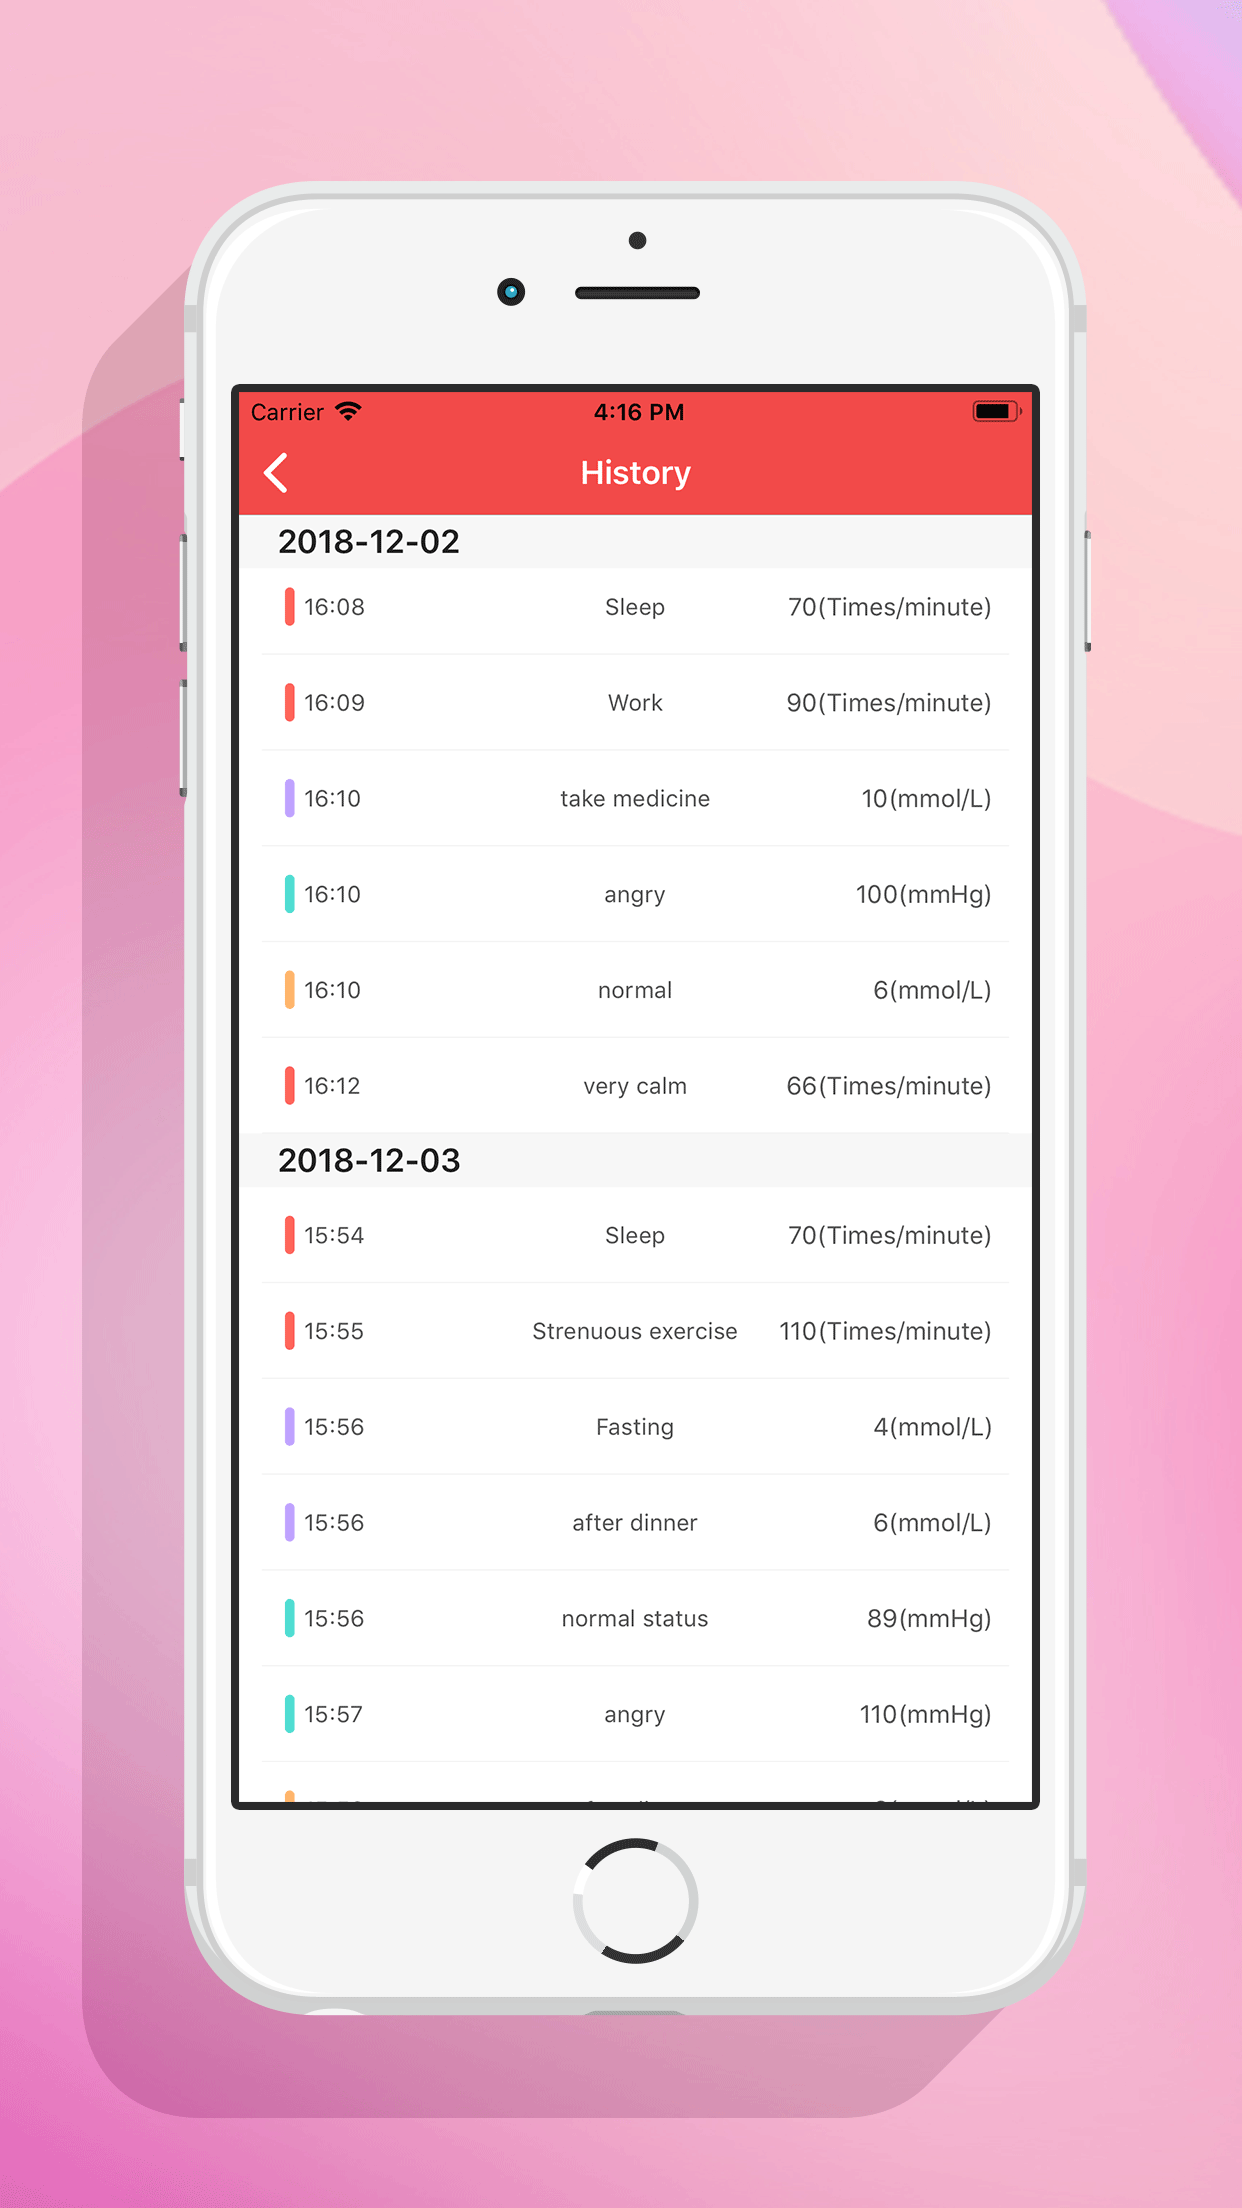 Carrier 4:16 PM
History
2018-12-02
16:08 Sleep 70(Times/minute)
16:09 Work 90(Times/minute)
16:10 take medicine 10(mmol/L)
16:10 angry 100(mmHg)
16:10 normal 6(mmol/L)
16:12 very calm 66(Times/minute)
2018-12-03
15:54 Sleep 70(Times/minute)
15:55 Strenuous exercise 110(Times/minute)
15:56 Fasting 4(mmol/L)
15:56 after dinner 6(mmol/L)
15:56 normal status 89(mmHg)
15:57 angry 110(mmHg)